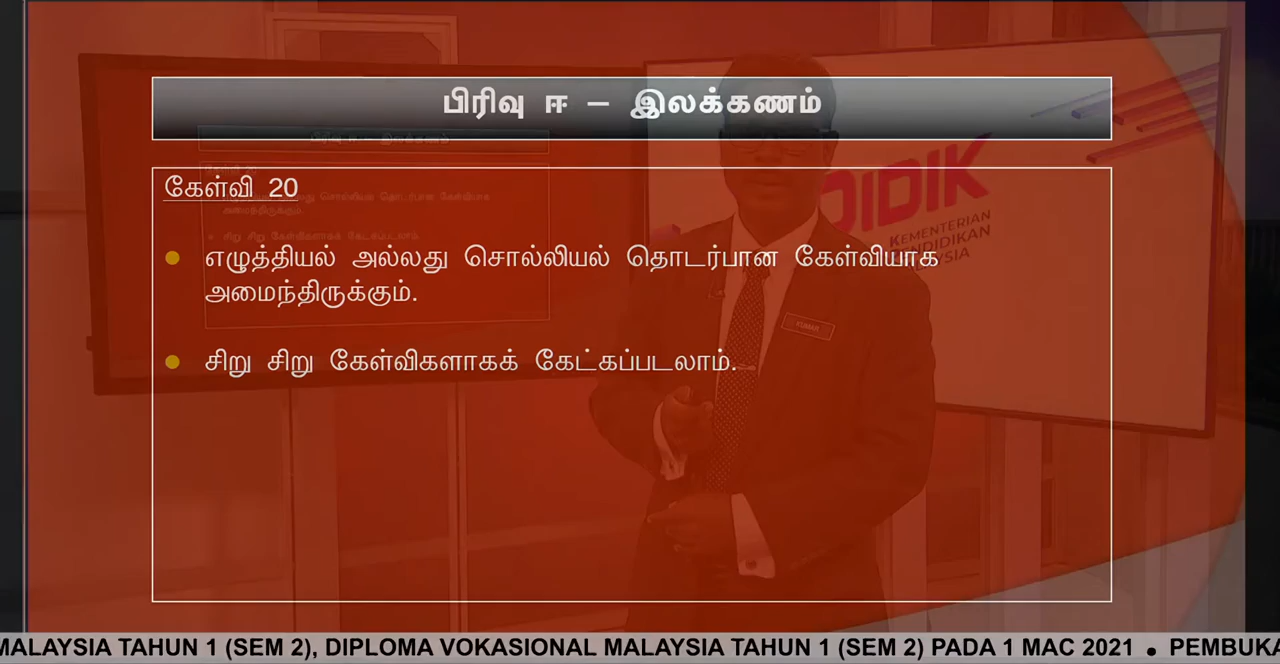 பிரிவு ஈ – இலக்கணம்
கேள்வி 20
எழுத்தியல் அல்லது சொல்லியல் தொடர்பான கேள்வியாக
அமைந்திருக்கும்.
சிறு சிறு கேள்விகளாகக் கேட்கப்படலாம்.
DIDIK
KEMENTERIAN
PENDIDIKAN
MALAYSIA
KUMAR
MALAYSIA TAHUN 1 (SEM 2), DIPLOMA VOKASIONAL MALAYSIA TAHUN 1 (SEM 2) PADA 1 MAC 2021 • PEMBUKA